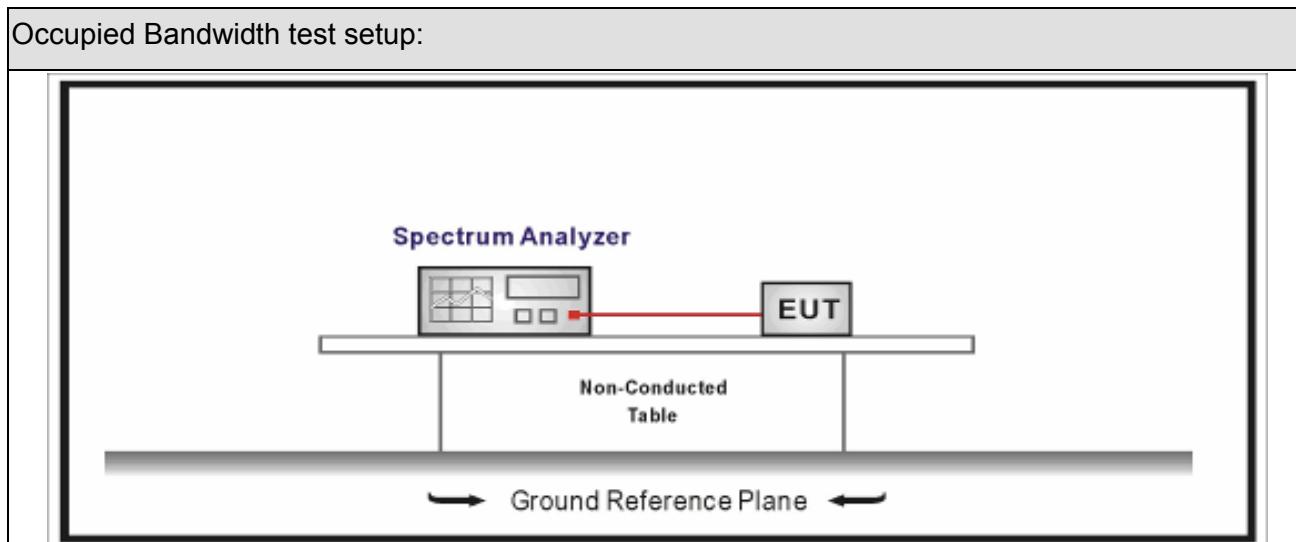 Occupied Bandwidth test setup:
Spectrum Analyzer
EUT
Non-Conducted
Table
Ground Reference Plane